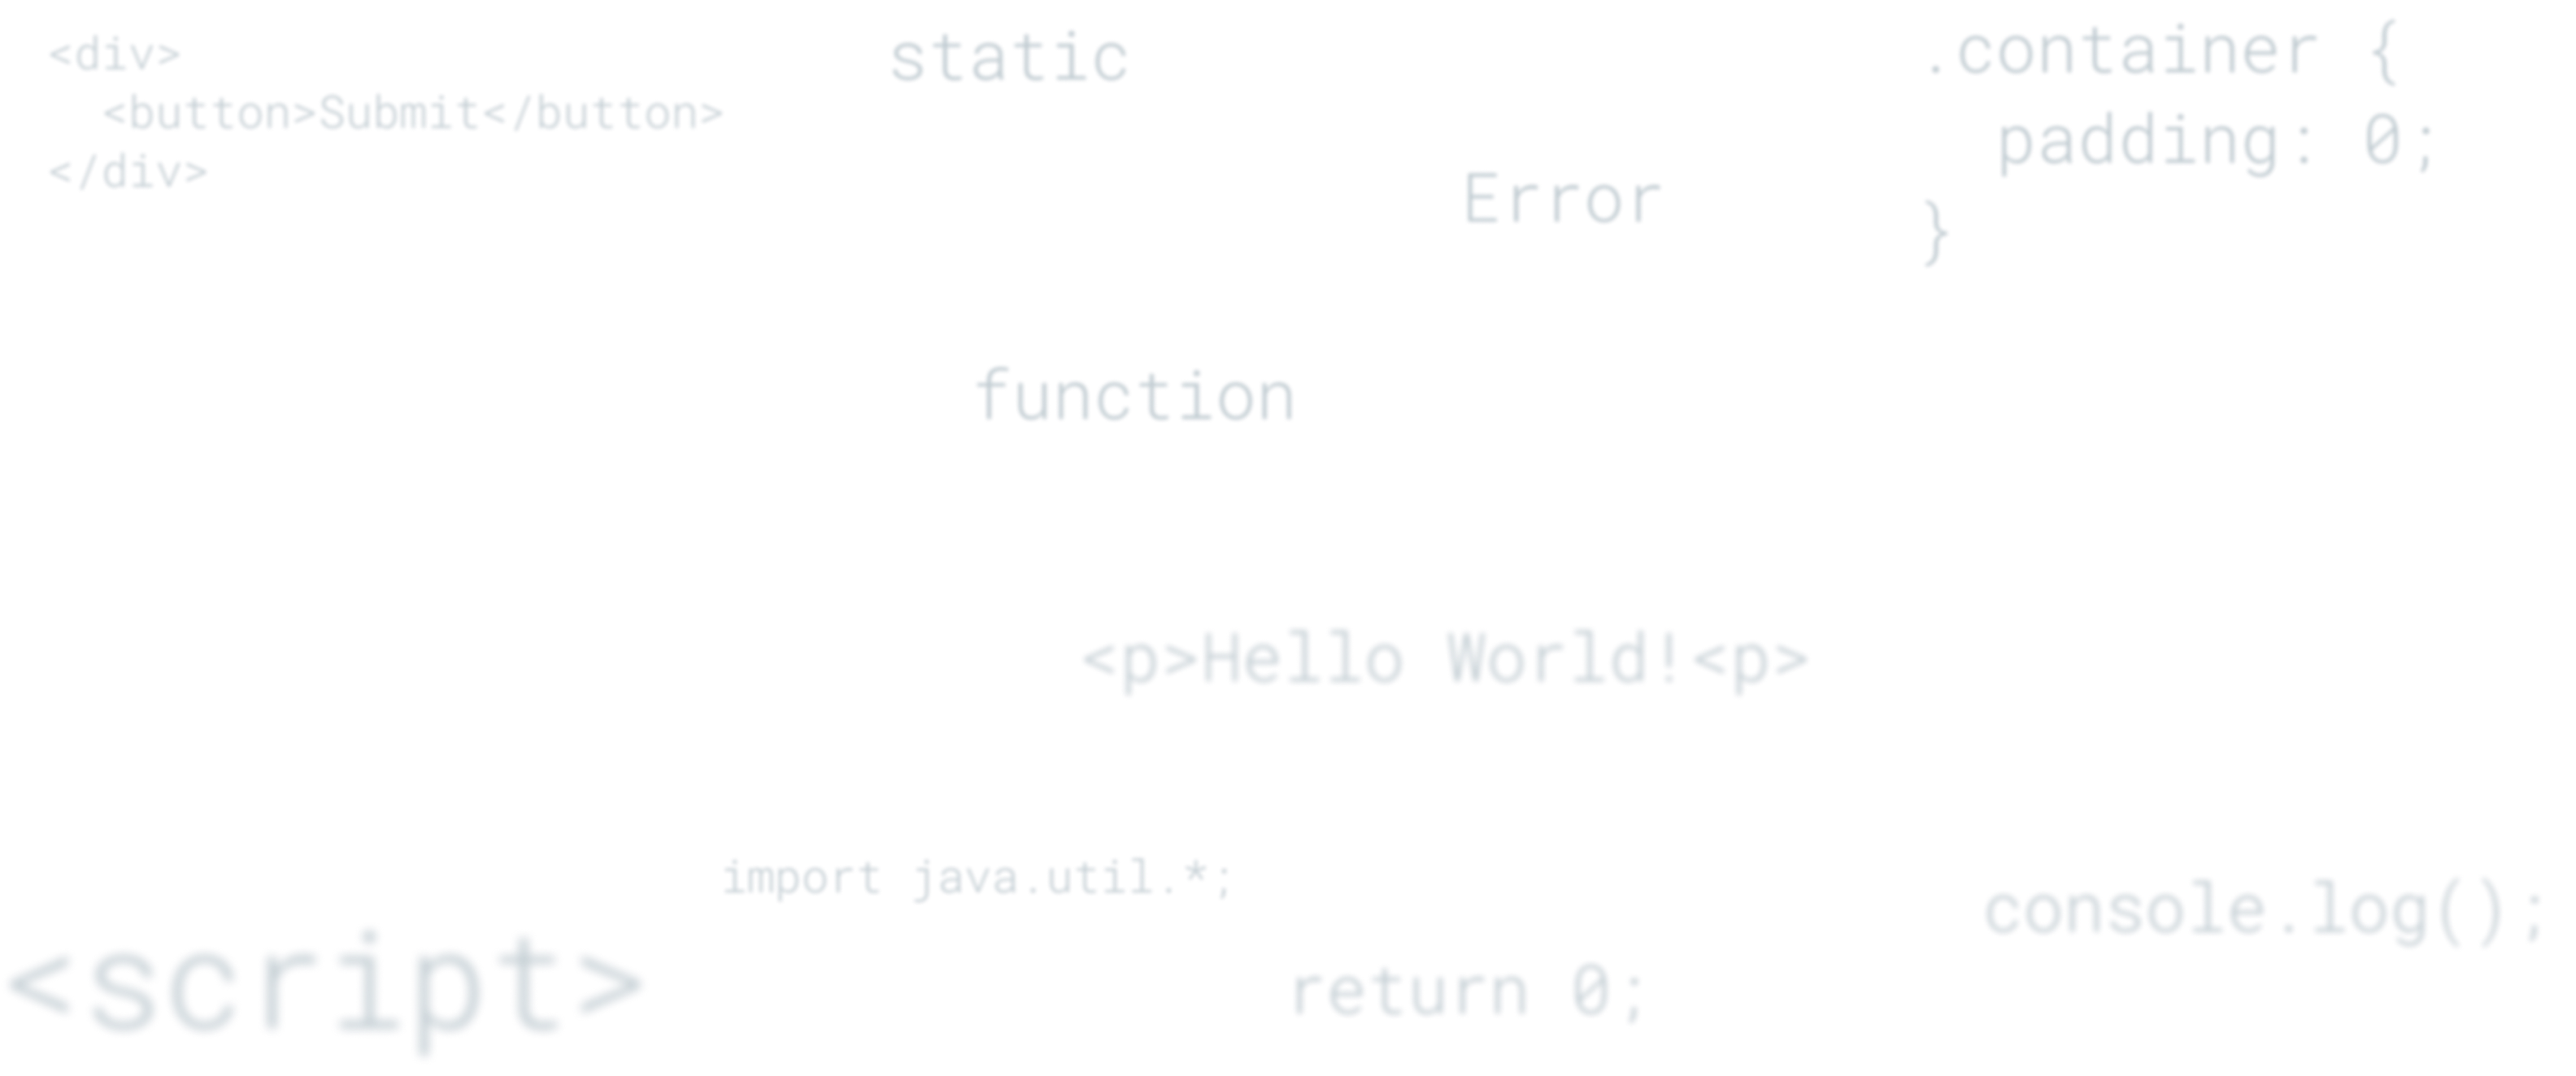 <div>
<button>Submit</button>
</div>
static
Error
.container {
padding: 0;
}
function
<p>Hello World!<p>
import java.util.*;
console.log();
<script>
return 0;